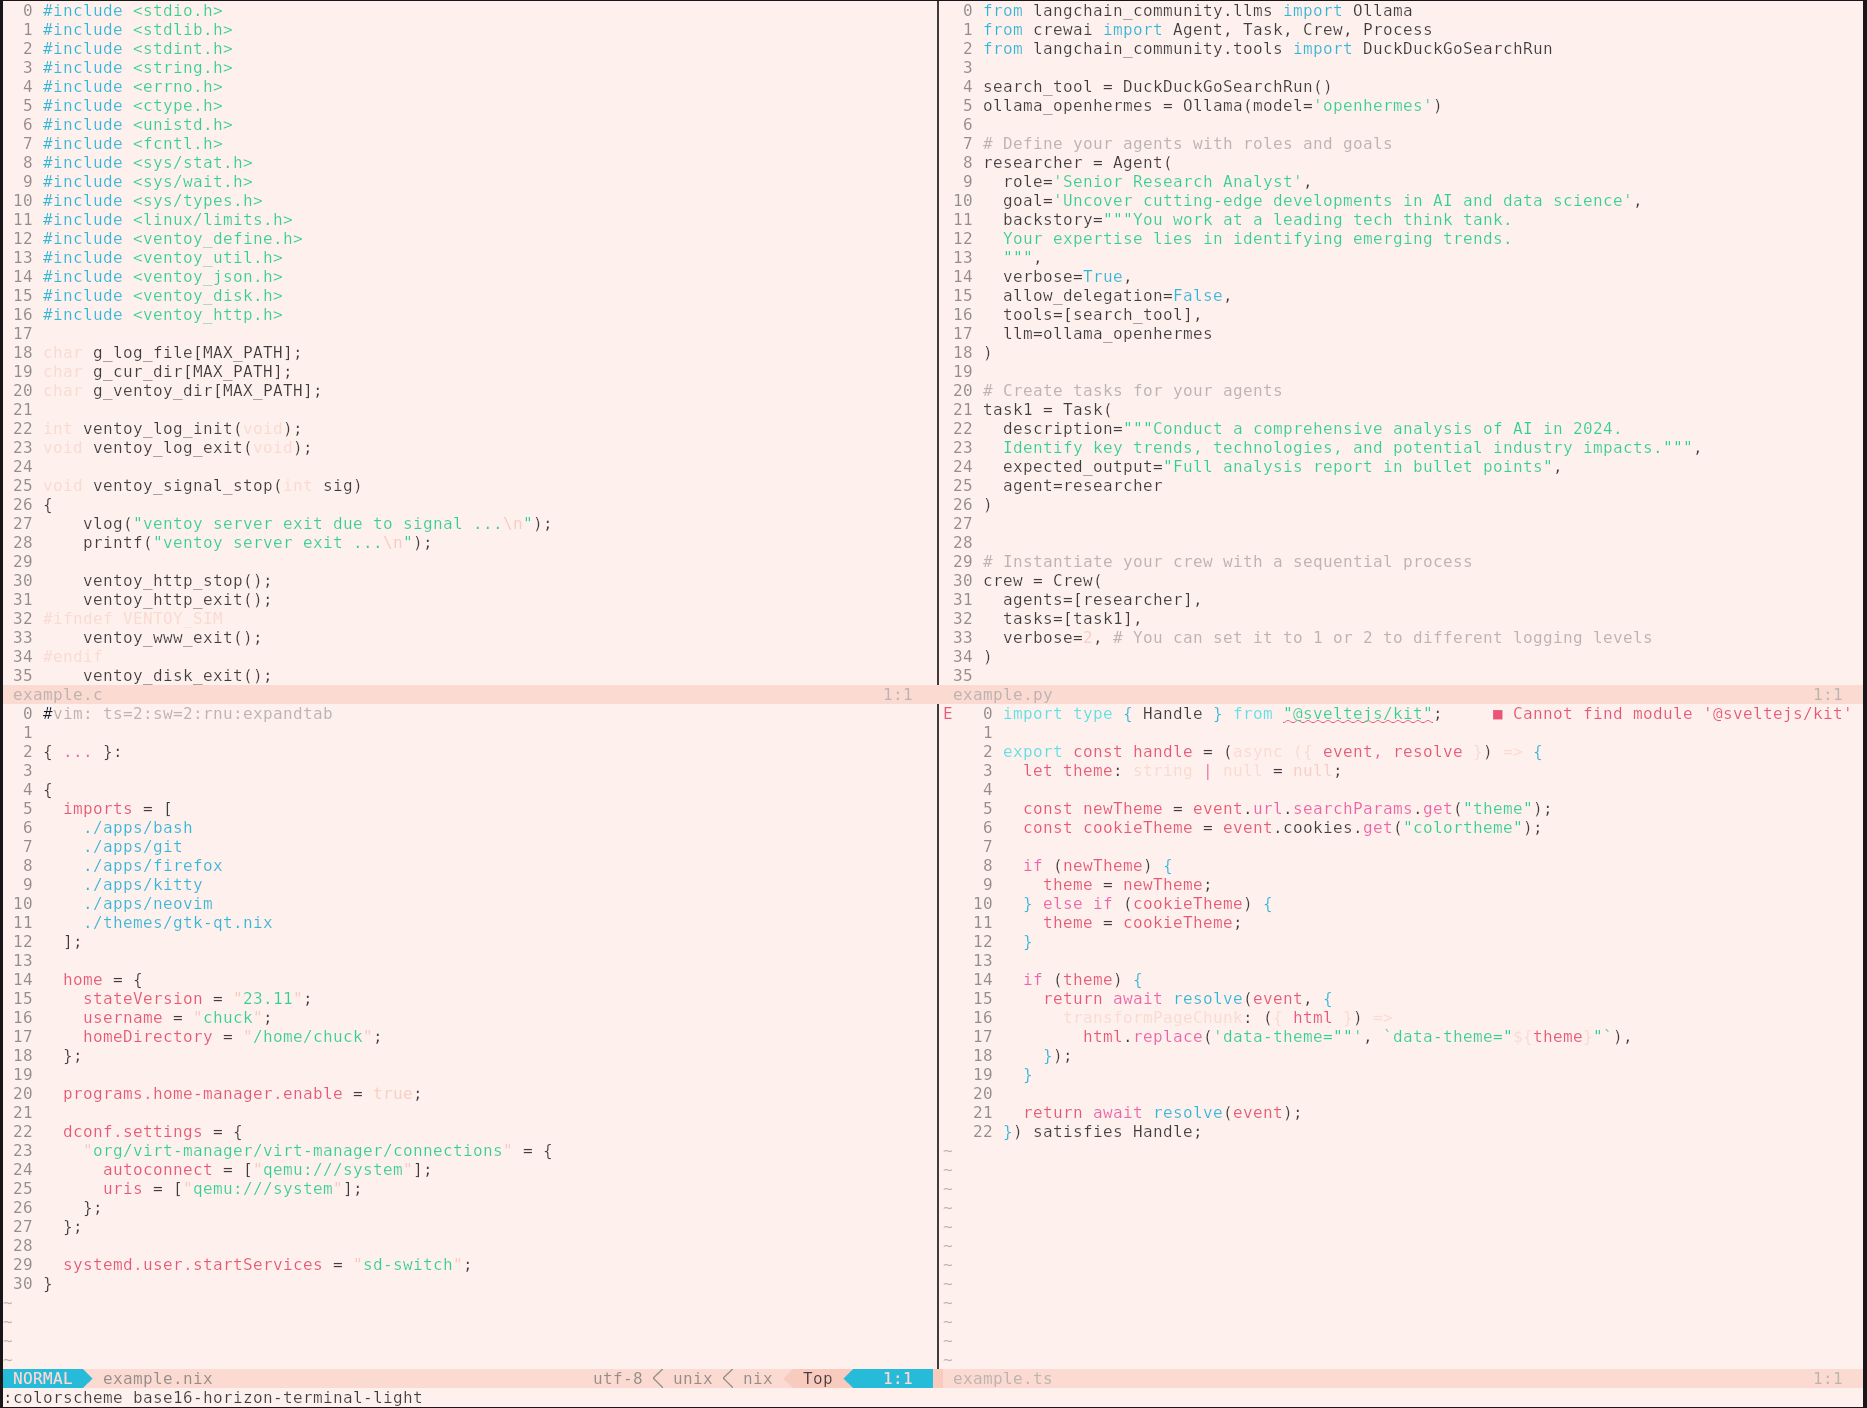 0 #include <stdio.h>
1 #include <stdlib.h>
2 #include <stdint.h>
3 #include <string.h>
4 #include <errno.h>
5 #include <ctype.h>
6 #include <unistd.h>
7 #include <fcntl.h>
8 #include <sys/stat.h>
9 #include <sys/wait.h>
10 #include <sys/types.h>
11 #include <linux/limits.h>
12 #include <ventoy_define.h>
13 #include <ventoy_util.h>
14 #include <ventoy_json.h>
15 #include <ventoy_disk.h>
16 #include <ventoy_http.h>
17
18 char g_log_file[MAX_PATH];
19 char g_cur_dir[MAX_PATH];
20 char g_ventoy_dir[MAX_PATH];
21
22 int ventoy_log_init(void);
23 void ventoy_log_exit(void);
24
25 void ventoy_signal_stop(int sig)
26 {
27     vlog("ventoy server exit due to signal ...\n");
28     printf("ventoy server exit ...\n");
29
30     ventoy_http_stop();
31     ventoy_http_exit();
32 #ifndef VENTOY_SIM
33     ventoy_www_exit();
34 #endif
35     ventoy_disk_exit();
example.c 1:1
0 from langchain_community.llms import Ollama
1 from crewai import Agent, Task, Crew, Process
2 from langchain_community.tools import DuckDuckGoSearchRun
3
4 search_tool = DuckDuckGoSearchRun()
5 ollama_openhermes = Ollama(model='openhermes')
6
7 # Define your agents with roles and goals
8 researcher = Agent(
9   role='Senior Research Analyst',
10   goal='Uncover cutting-edge developments in AI and data science',
11   backstory="""You work at a leading tech think tank.
12   Your expertise lies in identifying emerging trends.
13   """,
14   verbose=True,
15   allow_delegation=False,
16   tools=[search_tool],
17   llm=ollama_openhermes
18 )
19
20 # Create tasks for your agents
21 task1 = Task(
22   description="""Conduct a comprehensive analysis of AI in 2024.
23   Identify key trends, technologies, and potential industry impacts.""",
24   expected_output="Full analysis report in bullet points",
25   agent=researcher
26 )
27
28
29 # Instantiate your crew with a sequential process
30 crew = Crew(
31   agents=[researcher],
32   tasks=[task1],
33   verbose=2, # You can set it to 1 or 2 to different logging levels
34 )
35
example.py 1:1
0 #vim: ts=2:sw=2:rnu:expandtab
1
2 { ... }:
3
4 {
5   imports = [
6     ./apps/bash
7     ./apps/git
8     ./apps/firefox
9     ./apps/kitty
10     ./apps/neovim
11     ./themes/gtk-qt.nix
12   ];
13
14   home = {
15     stateVersion = "23.11";
16     username = "chuck";
17     homeDirectory = "/home/chuck";
18   };
19
20   programs.home-manager.enable = true;
21
22   dconf.settings = {
23     "org/virt-manager/virt-manager/connections" = {
24       autoconnect = ["qemu:///system"];
25       uris = ["qemu:///system"];
26     };
27   };
28
29   systemd.user.startServices = "sd-switch";
30 }
~
~
~
~
NORMAL example.nix utf-8 unix nix Top 1:1
E 0 import type { Handle } from "@sveltejs/kit"; ■ Cannot find module '@sveltejs/kit'
1
2 export const handle = (async ({ event, resolve }) => {
3   let theme: string | null = null;
4
5   const newTheme = event.url.searchParams.get("theme");
6   const cookieTheme = event.cookies.get("colortheme");
7
8   if (newTheme) {
9     theme = newTheme;
10   } else if (cookieTheme) {
11     theme = cookieTheme;
12   }
13
14   if (theme) {
15     return await resolve(event, {
16       transformPageChunk: ({ html }) =>
17         html.replace('data-theme=""', `data-theme="${theme}"`),
18     });
19   }
20
21   return await resolve(event);
22 }) satisfies Handle;
~
~
~
~
~
~
~
~
~
~
~
~
example.ts 1:1
:colorscheme base16-horizon-terminal-light